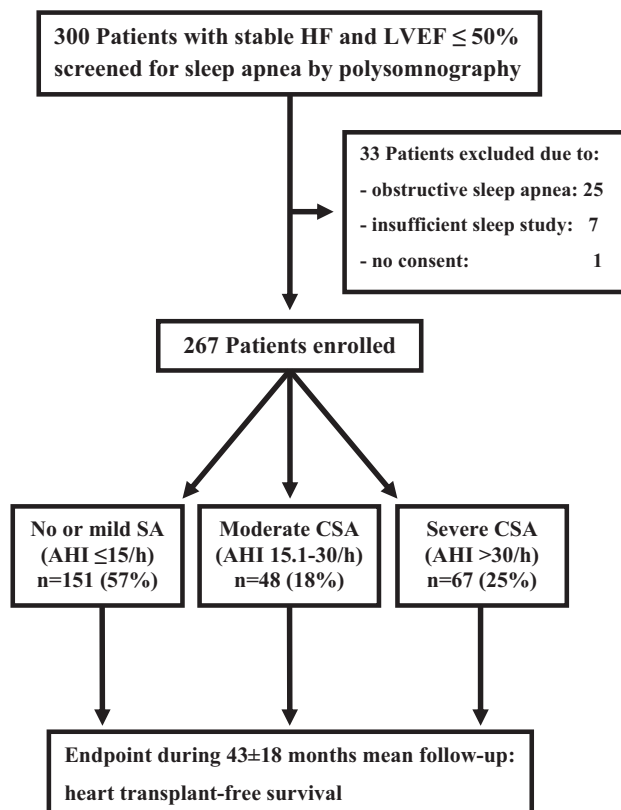 300 Patients with stable HF and LVEF ≤ 50%
screened for sleep apnea by polysomnography
33 Patients excluded due to:
- obstructive sleep apnea: 25
- insufficient sleep study: 7
- no consent: 1
267 Patients enrolled
No or mild SA
(AHI ≤15/h)
n=151 (57%)
Moderate CSA
(AHI 15.1-30/h)
n=48 (18%)
Severe CSA
(AHI >30/h)
n=67 (25%)
Endpoint during 43±18 months mean follow-up:
heart transplant-free survival